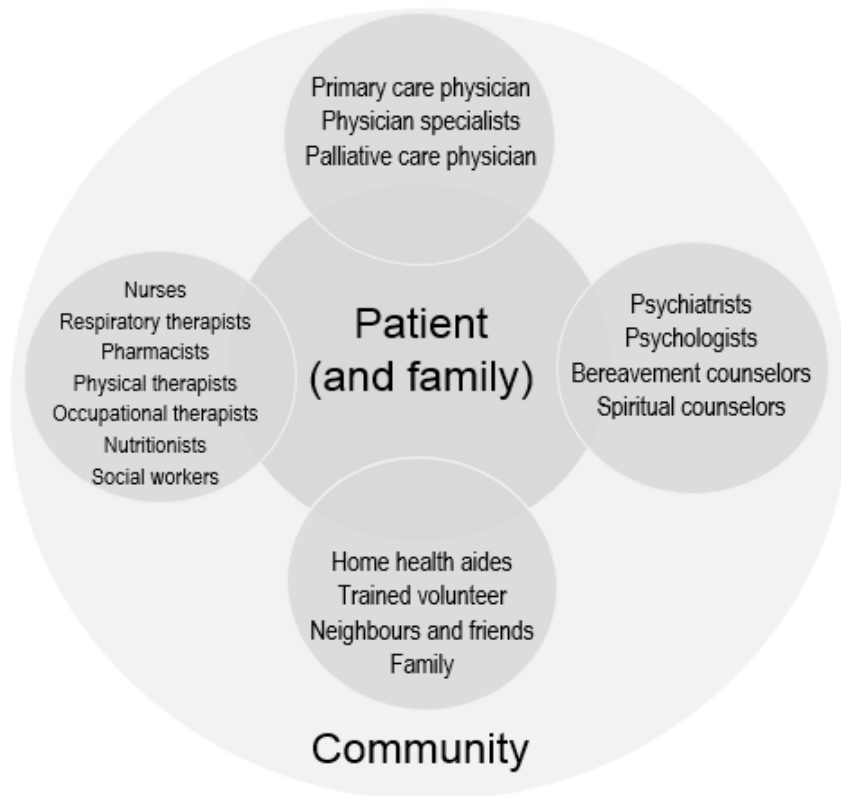 Primary care physician
Physician specialists
Palliative care physician
Nurses
Respiratory therapists
Pharmacists
Physical therapists
Occupational therapists
Nutritionists
Social workers
Patient
(and family)
Psychiatrists
Psychologists
Bereavement counselors
Spiritual counselors
Home health aides
Trained volunteer
Neighbours and friends
Family
Community